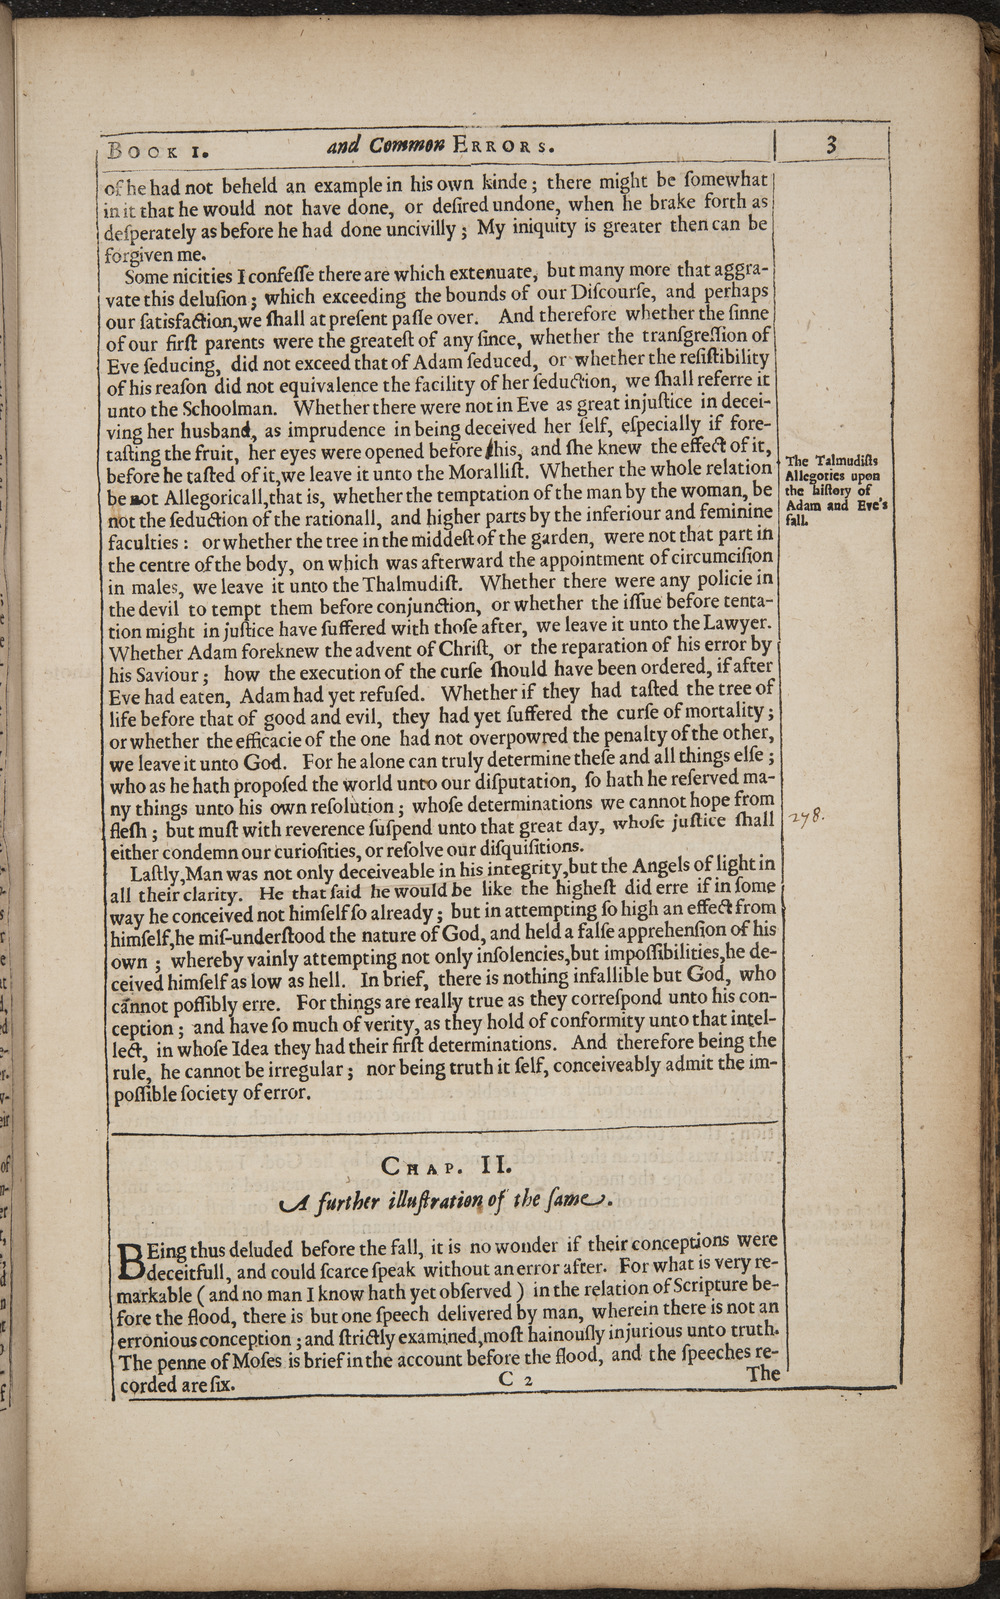 BOOK I. and Common ERRORS. 3
of he had not beheld an example in his own kinde; there might be ſomewhat
in it that he would not have done, or deſired undone, when he brake forth as
deſperately as before he had done uncivilly; My iniquity is greater then can be
forgiven me.
Some nicities I confeſſe there are which extenuate, but many more that aggra-
vate this deluſion; which exceeding the bounds of our Diſcourſe, and perhaps
our ſatisfaction, we ſhall at preſent paſſe over. And therefore whether the ſinne
of our firſt parents were the greateſt of any ſince, whether the tranſgreſſion of
Eve ſeducing, did not exceed that of Adam ſeduced, or whether the reſiſtibility
of his reaſon did not equivalence the facility of her ſeduction, we ſhall referre it
unto the Schoolman. Whether there were not in Eve as great injuſtice in decei-
ving her husband, as imprudence in being deceived her ſelf, eſpecially if fore-
taſting the fruit, her eyes were opened before his, and ſhe knew the effect of it,
before he taſted of it, we leave it unto the Moralliſt. Whether the whole relation
be not Allegoricall, that is, whether the temptation of the man by the woman, be
not the ſeduction of the rationall, and higher parts by the inferiour and feminine
faculties: or whether the tree in the middeſt of the garden, were not that part in
the centre of the body, on which was afterward the appointment of circumciſion
in males, we leave it unto the Thalmudiſt. Whether there were any policie in
the devil to tempt them before conjunction, or whether the iſſue before tenta-
tion might in juſtice have ſuffered with thoſe after, we leave it unto the Lawyer.
Whether Adam foreknew the advent of Chriſt, or the reparation of his error by
his Saviour; how the execution of the curſe ſhould have been ordered, if after
Eve had eaten, Adam had yet refuſed. Whether if they had taſted the tree of
life before that of good and evil, they had yet ſuffered the curſe of mortality;
or whether the efficacie of the one had not overpowred the penalty of the other,
we leave it unto God. For he alone can truly determine theſe and all things elſe;
who as he hath propoſed the world unto our diſputation, ſo hath he reſerved ma-
ny things unto his own reſolution; whoſe determinations we cannot hope from
fleſh; but muſt with reverence ſuſpend unto that great day, whoſe juſtice ſhall
either condemn our curioſities, or reſolve our diſquiſitions.
Laſtly, Man was not only deceiveable in his integrity, but the Angels of light in
all their clarity. He that ſaid he would be like the higheſt did erre if in ſome
way he conceived not himſelf ſo already; but in attempting ſo high an effect from
himſelf, he miſ-underſtood the nature of God, and held a falſe apprehenſion of his
own; whereby vainly attempting not only inſolencies, but impoſſibilities, he de-
ceived himſelf as low as hell. In brief, there is nothing infallible but God, who
cannot poſſibly erre. For things are really true as they correſpond unto his con-
ception; and have ſo much of verity, as they hold of conformity unto that intel-
lect, in whoſe Idea they had their firſt determinations. And therefore being the
rule, he cannot be irregular; nor being truth it ſelf, conceiveably admit the im-
poſſible ſociety of error.
The Talmudiſts
Allegories upon
the hiſtory of
Adam and Eve's
fall.
278.
CHAP. II.
A further illuſtration of the ſame.
BEing thus deluded before the fall, it is no wonder if their conceptions were
deceitfull, and could ſcarce ſpeak without an error after. For what is very re-
markable (and no man I know hath yet obſerved) in the relation of Scripture be-
fore the flood, there is but one ſpeech delivered by man, wherein there is not an
erronious conception; and ſtrictly examined, moſt hainouſly injurious unto truth.
The penne of Moſes is brief in the account before the flood, and the ſpeeches re-
corded are ſix.
C 2 The